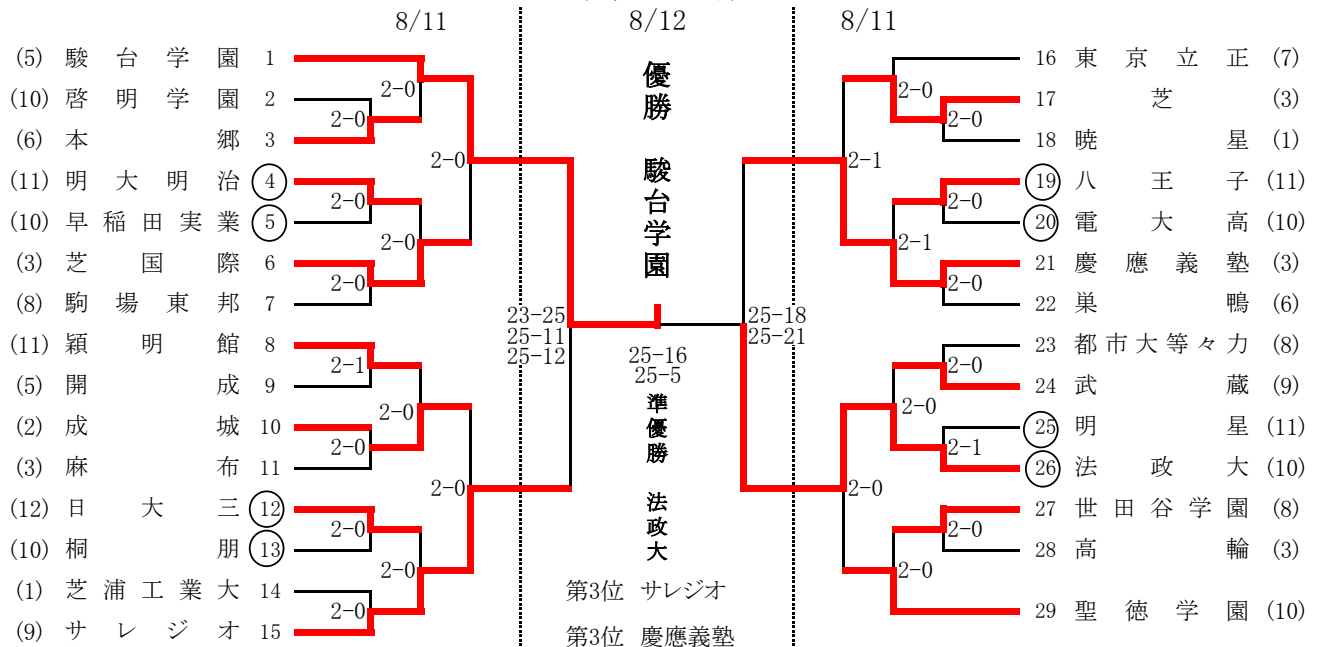 8/11 8/12 8/11
(5) 駿台学園 1
(10) 啓明学園 2
(6) 本郷 3
(11) 明大明治 4
(10) 早稲田実業 5
(3) 芝国際 6
(8) 駒場東邦 7
(11) 穎明館 8
(5) 開成 9
(2) 成城 10
(3) 麻布 11
(12) 日大三 12
(10) 桐朋 13
(1) 芝浦工業大 14
(9) サレジオ 15
2-0
2-0
2-0
2-0
2-0
2-0
2-1
2-0
2-0
2-0
2-0
2-0
2-0
23-25
25-11
25-12
優勝 駿台学園
25-16
25-5
準優勝 法政大
第3位 サレジオ
第3位 慶應義塾
25-18
25-21
2-0
2-0
2-1
2-0
2-1
2-0
2-0
2-0
2-1
2-0
2-0
2-0
16 東京立正 (7)
17 芝 (3)
18 暁星 (1)
19 八王子 (11)
20 電大高 (10)
21 慶應義塾 (3)
22 巣鴨 (6)
23 都市大等々力 (8)
24 武蔵 (9)
25 明星 (11)
26 法政大 (10)
27 世田谷学園 (8)
28 高輪 (3)
29 聖徳学園 (10)